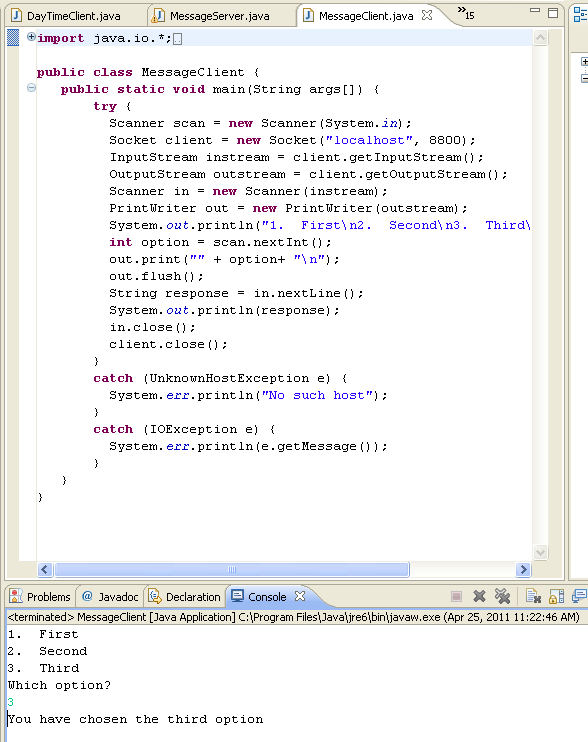 DayTimeClient.java MessageServer.java MessageClient.java 15
import java.io.*;
public class MessageClient {
public static void main(String args[]) {
try {
Scanner scan = new Scanner(System.in);
Socket client = new Socket("localhost", 8800);
InputStream instream = client.getInputStream();
OutputStream outstream = client.getOutputStream();
Scanner in = new Scanner(instream);
PrintWriter out = new PrintWriter(outstream);
System.out.println("1.  First\n2.  Second\n3.  Third\
int option = scan.nextInt();
out.print("" + option+ "\n");
out.flush();
String response = in.nextLine();
System.out.println(response);
in.close();
client.close();
}
catch (UnknownHostException e) {
System.err.println("No such host");
}
catch (IOException e) {
System.err.println(e.getMessage());
}
}
}
Problems @ Javadoc Declaration Console
<terminated> MessageClient [Java Application] C:\Program Files\Java\jre6\bin\javaw.exe (Apr 25, 2011 11:22:46 AM)
1.  First
2.  Second
3.  Third
Which option?
3
You have chosen the third option